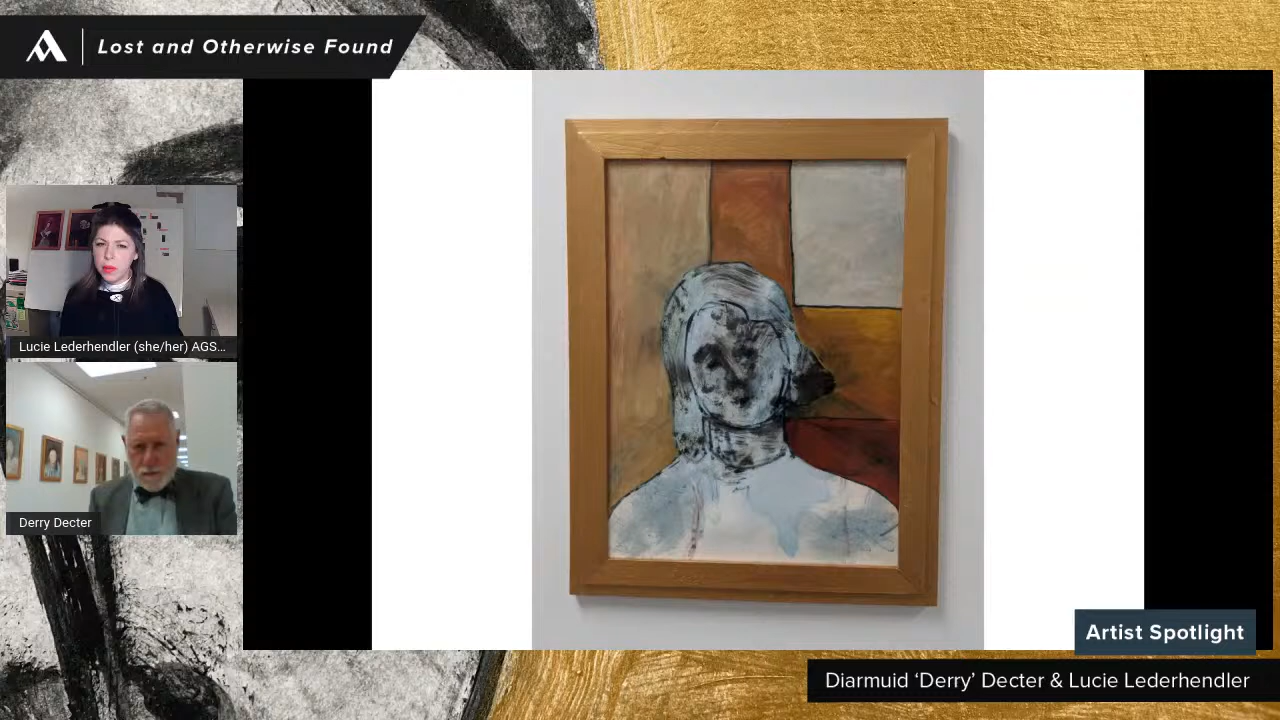 Lost and Otherwise Found
Lucie Lederhendler (she/her) AGS...
Derry Decter
Artist Spotlight
Diarmuid ‘Derry’ Decter & Lucie Lederhendler